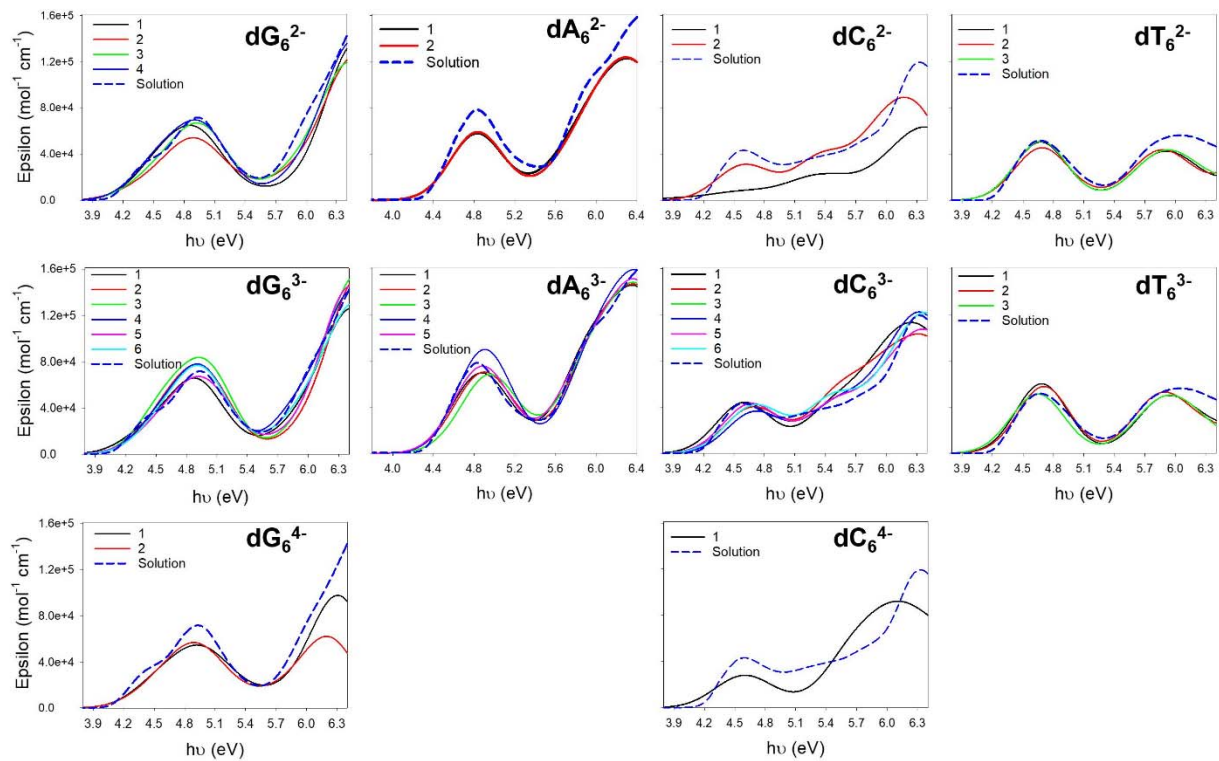 Epsilon (mol⁻¹ cm⁻¹)
1.6e+5
1.2e+5
8.0e+4
4.0e+4
0.0
1
2
3
4
Solution
dG₆²⁻
3.9 4.2 4.5 4.8 5.1 5.4 5.7 6.0 6.3
hυ (eV)
1
2
Solution
dA₆²⁻
4.0 4.4 4.8 5.2 5.6 6.0 6.4
hυ (eV)
1
2
Solution
dC₆²⁻
3.9 4.2 4.5 4.8 5.1 5.4 5.7 6.0 6.3
hυ (eV)
1
2
3
Solution
dT₆²⁻
3.9 4.2 4.5 4.8 5.1 5.4 5.7 6.0 6.3
hυ (eV)
Epsilon (mol⁻¹ cm⁻¹)
1.6e+5
1.2e+5
8.0e+4
4.0e+4
0.0
1
2
3
4
5
6
Solution
dG₆³⁻
3.9 4.2 4.5 4.8 5.1 5.4 5.7 6.0 6.3
hυ (eV)
1
2
3
4
5
Solution
dA₆³⁻
4.0 4.4 4.8 5.2 5.6 6.0 6.4
hυ (eV)
1
2
3
4
5
6
Solution
dC₆³⁻
3.9 4.2 4.5 4.8 5.1 5.4 5.7 6.0 6.3
hυ (eV)
1
2
3
Solution
dT₆³⁻
3.9 4.2 4.5 4.8 5.1 5.4 5.7 6.0 6.3
hυ (eV)
Epsilon (mol⁻¹ cm⁻¹)
1.6e+5
1.2e+5
8.0e+4
4.0e+4
0.0
1
2
Solution
dG₆⁴⁻
3.9 4.2 4.5 4.8 5.1 5.4 5.7 6.0 6.3
hυ (eV)
1
Solution
dC₆⁴⁻
3.9 4.2 4.5 4.8 5.1 5.4 5.7 6.0 6.3
hυ (eV)